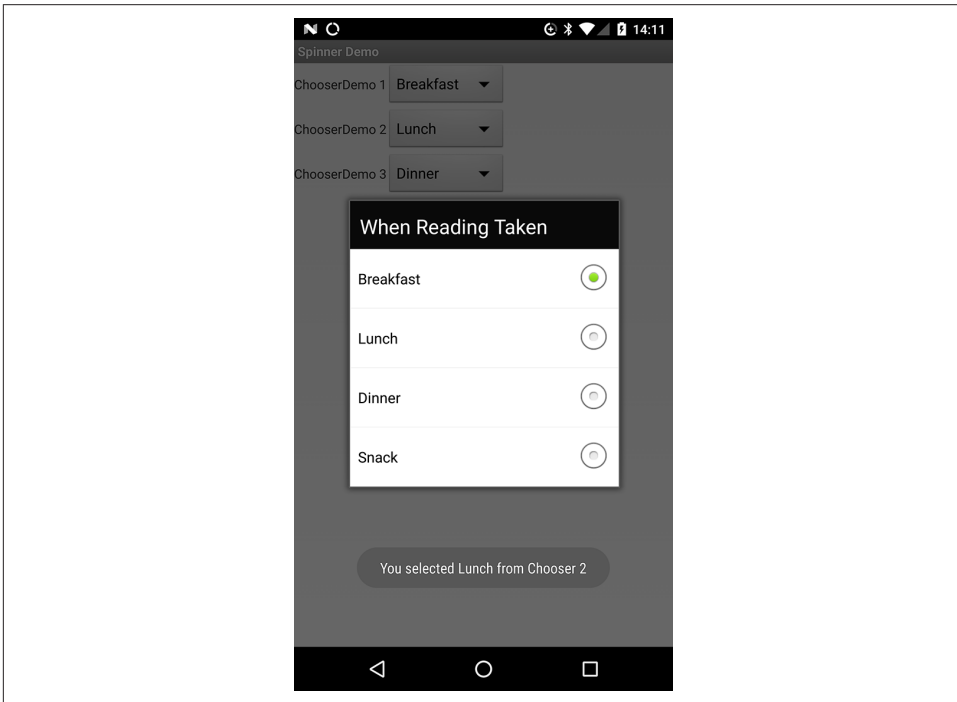 14:11
Spinner Demo
ChooserDemo 1 Breakfast
ChooserDemo 2 Lunch
ChooserDemo 3 Dinner
When Reading Taken
Breakfast
Lunch
Dinner
Snack
You selected Lunch from Chooser 2